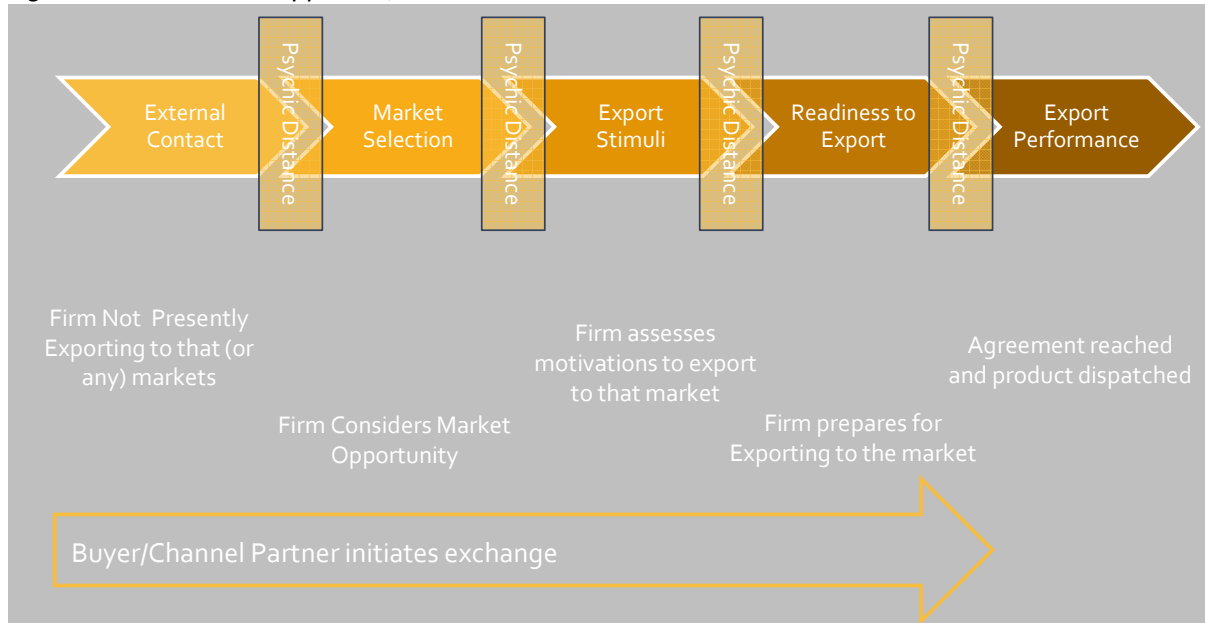 External
Contact
Psychic Distance
Market
Selection
Psychic Distance
Export
Stimuli
Psychic Distance
Readiness to
Export
Psychic Distance
Export
Performance
Firm Not Presently
Exporting to that (or
any) markets
Firm Considers Market
Opportunity
Firm assesses
motivations to export
to that market
Firm prepares for
Exporting to the market
Agreement reached
and product dispatched
Buyer/Channel Partner initiates exchange